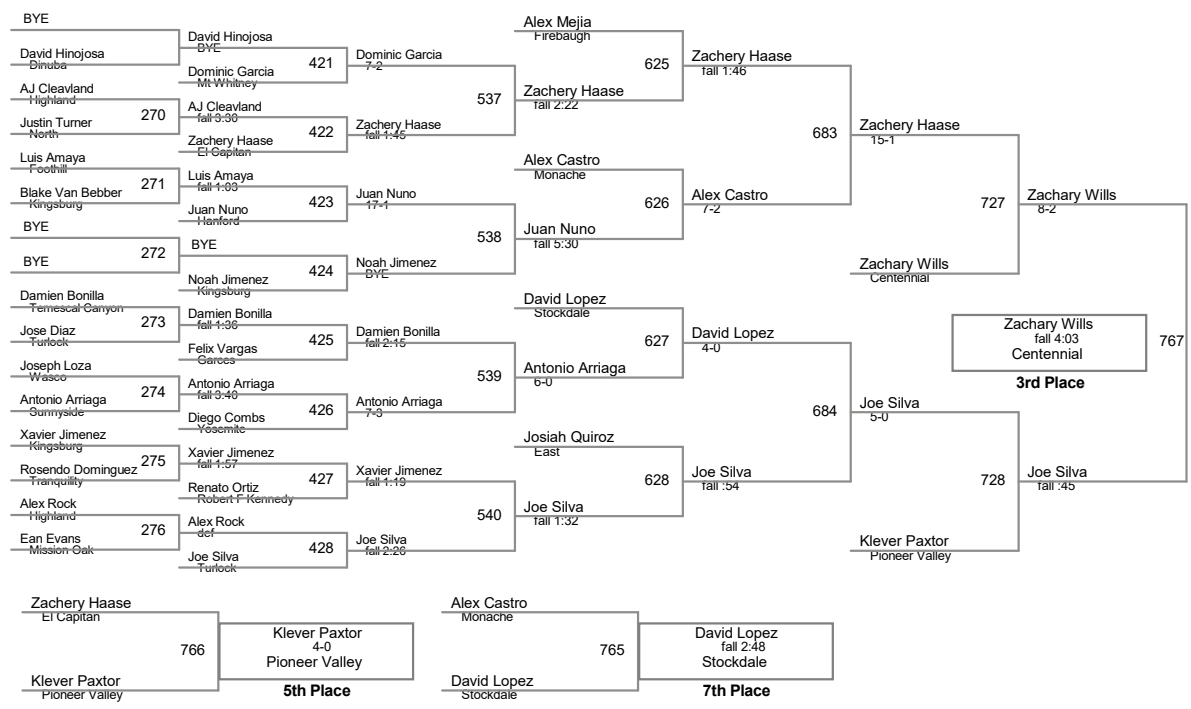 BYE
David Hinojosa
Dinuba
AJ Cleavland
Highland
Justin Turner
North
270
Luis Amaya
Foothill
Blake Van Bebber
Kingsburg
271
BYE
BYE
272
Damien Bonilla
Temescal Canyon
Jose Diaz
Turlock
273
Joseph Loza
Wasco
Antonio Arriaga
Sunnyside
274
Xavier Jimenez
Kingsburg
Rosendo Dominguez
Tranquility
275
Alex Rock
Highland
Ean Evans
Mission Oak
276
David Hinojosa
BYE
Dominic Garcia
Mt Whitney
421
AJ Cleavland
fall 3:30
Zachery Haase
El Capitan
422
Luis Amaya
fall 1:03
Juan Nuno
Hanford
423
BYE
Noah Jimenez
Kingsburg
424
Damien Bonilla
fall 1:36
Felix Vargas
Garces
425
Antonio Arriaga
fall 3:40
Diego Combs
Yosemite
426
Xavier Jimenez
fall 1:57
Renato Ortiz
Robert F Kennedy
427
Alex Rock
def
Joe Silva
Turlock
428
Dominic Garcia
7-2
Zachery Haase
fall 1:45
537
Juan Nuno
17-1
Noah Jimenez
BYE
538
Damien Bonilla
fall 2:15
Antonio Arriaga
7-3
539
Xavier Jimenez
fall 1:19
Joe Silva
fall 2:26
540
Alex Mejia
Firebaugh
Zachery Haase
fall 2:22
625
Alex Castro
Monache
Juan Nuno
fall 5:30
626
David Lopez
Stockdale
Antonio Arriaga
6-0
627
Josiah Quiroz
East
Joe Silva
fall 1:32
628
Zachery Haase
fall 1:46
Alex Castro
7-2
683
David Lopez
4-0
Joe Silva
fall :54
684
Zachery Haase
15-1
Zachary Wills
Centennial
727
Joe Silva
5-0
Klever Paxtor
Pioneer Valley
728
Zachary Wills
8-2
Joe Silva
fall :45
767
Zachary Wills
fall 4:03
Centennial
3rd Place
Zachery Haase
El Capitan
Klever Paxtor
Pioneer Valley
766
Klever Paxtor
4-0
Pioneer Valley
5th Place
Alex Castro
Monache
David Lopez
Stockdale
765
David Lopez
fall 2:48
Stockdale
7th Place